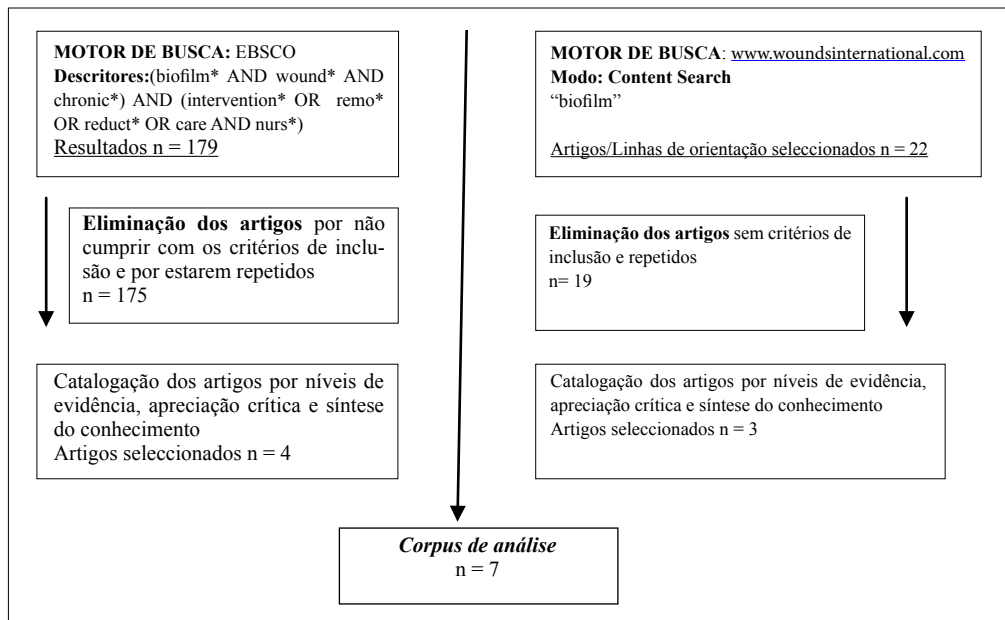 MOTOR DE BUSCA: EBSCO
Descritores:(biofilm* AND wound* AND
chronic*) AND (intervention* OR remo*
OR reduct* OR care AND nurs*)
Resultados n = 179
Eliminação dos artigos por não
cumprir com os critérios de inclu-
são e por estarem repetidos
n = 175
Catalogação dos artigos por níveis de
evidência, apreciação crítica e síntese
do conhecimento
Artigos seleccionados n = 4
MOTOR DE BUSCA: www.woundsinternational.com
Modo: Content Search
“biofilm”
Artigos/Linhas de orientação seleccionados n = 22
Eliminação dos artigos sem critérios de
inclusão e repetidos
n= 19
Catalogação dos artigos por níveis de evidência,
apreciação crítica e síntese do conhecimento
Artigos seleccionados n = 3
Corpus de análise
n = 7